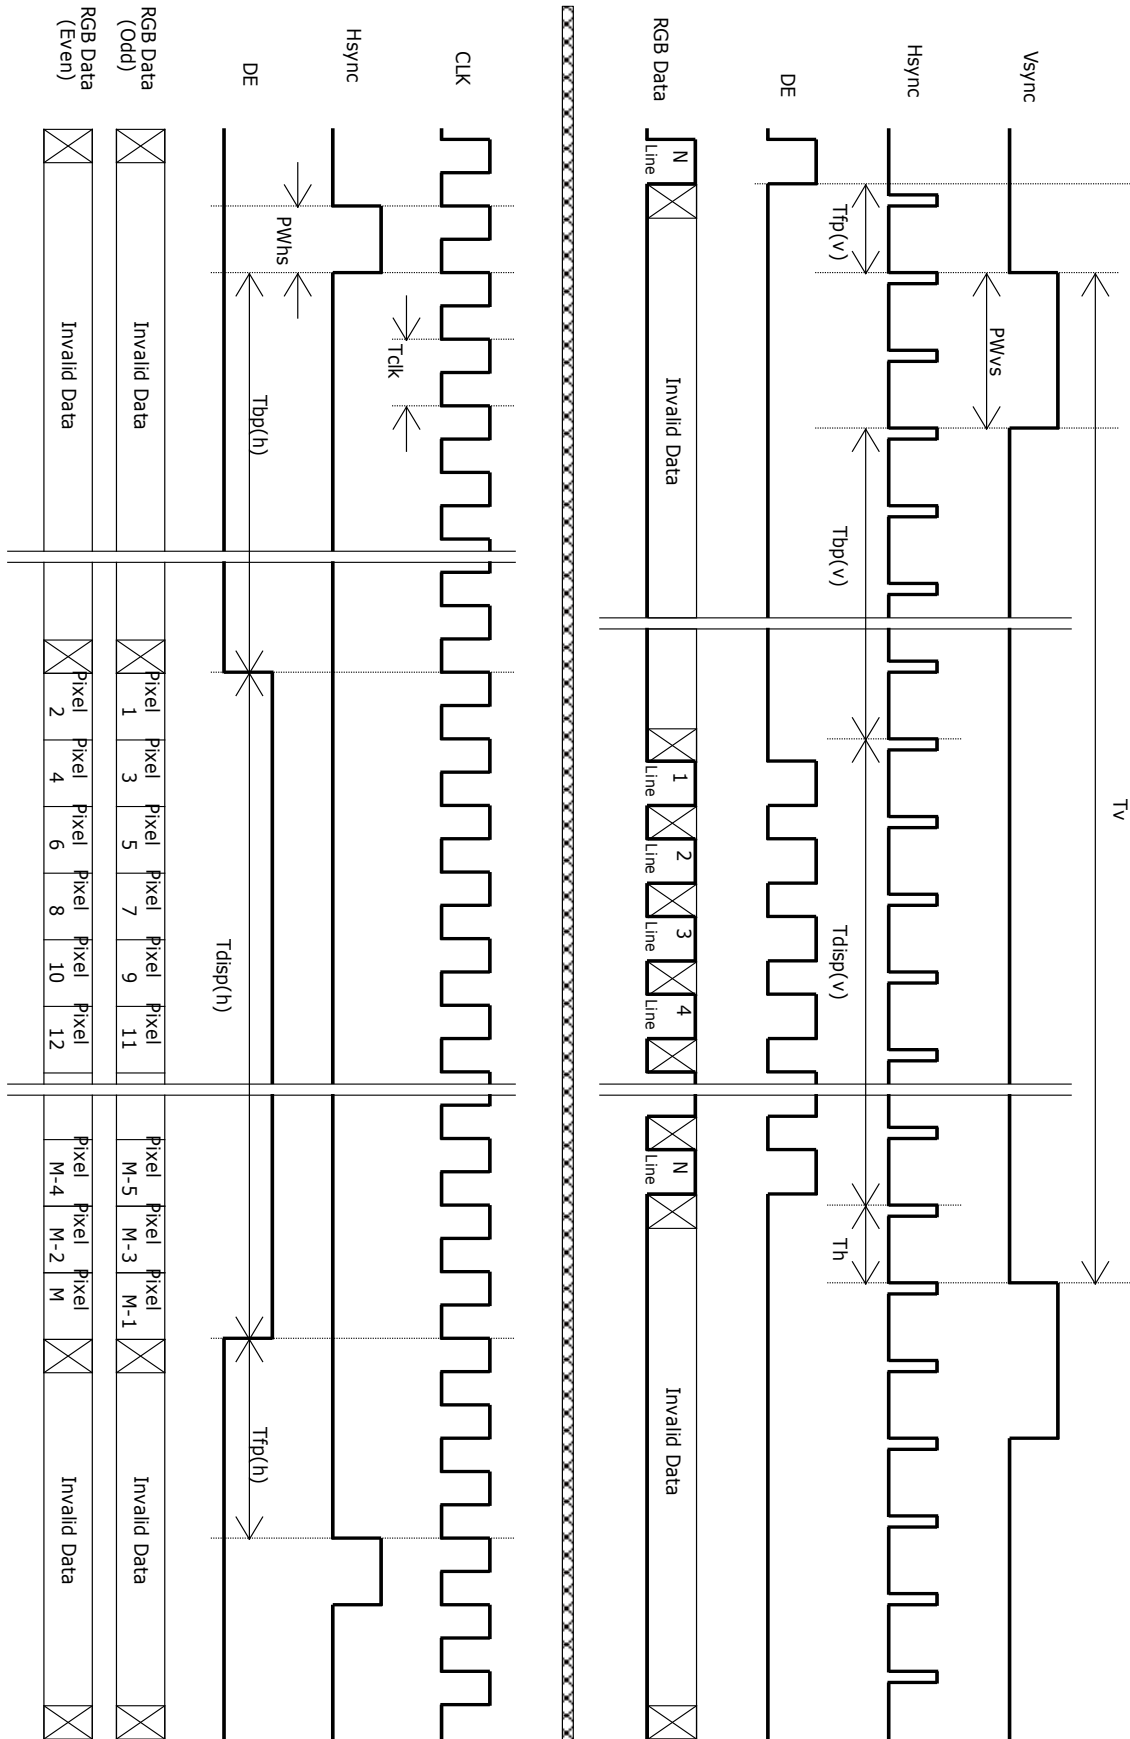 Tv
Vsync
PWvs
Hsync
Tfp(v)
Tbp(v)
Tdisp(v)
Th
DE
RGB Data
N
Line
Invalid Data
1
Line
2
Line
3
Line
4
Line
N
Line
Invalid Data
CLK
Tclk
Hsync
PWhs
DE
Tbp(h)
Tdisp(h)
Tfp(h)
RGB Data
(Odd)
Invalid Data
Pixel
1
Pixel
3
Pixel
5
Pixel
7
Pixel
9
Pixel
11
Pixel
M-5
Pixel
M-3
Pixel
M-1
Invalid Data
RGB Data
(Even)
Invalid Data
Pixel
2
Pixel
4
Pixel
6
Pixel
8
Pixel
10
Pixel
12
Pixel
M-4
Pixel
M-2
Pixel
M
Invalid Data